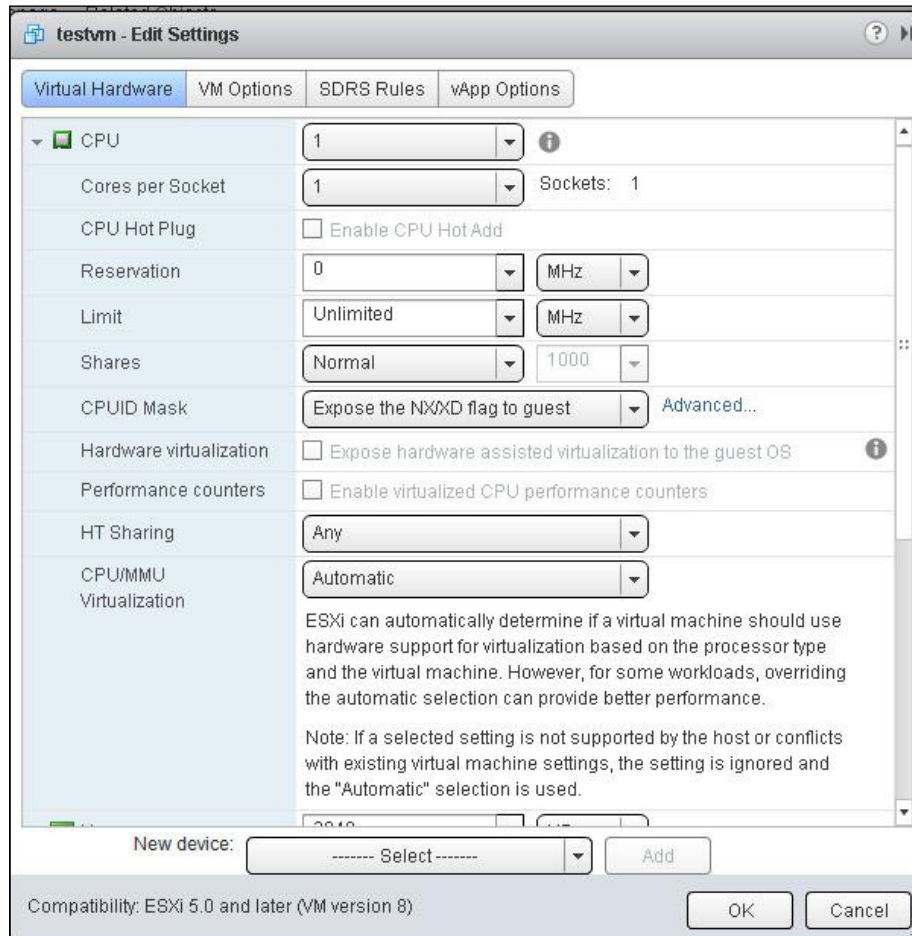 Related Objects
testvm - Edit Settings
?
Virtual Hardware VM Options SDRS Rules vApp Options
CPU 1
Cores per Socket 1 Sockets: 1
CPU Hot Plug Enable CPU Hot Add
Reservation 0 MHz
Limit Unlimited MHz
Shares Normal 1000
CPUID Mask Expose the NX/XD flag to guest Advanced...
Hardware virtualization Expose hardware assisted virtualization to the guest OS
Performance counters Enable virtualized CPU performance counters
HT Sharing Any
CPU/MMU Automatic
Virtualization
ESXi can automatically determine if a virtual machine should use
hardware support for virtualization based on the processor type
and the virtual machine. However, for some workloads, overriding
the automatic selection can provide better performance.
Note: If a selected setting is not supported by the host or conflicts
with existing virtual machine settings, the setting is ignored and
the "Automatic" selection is used.
New device: ------- Select ------- Add
Compatibility: ESXi 5.0 and later (VM version 8) OK Cancel